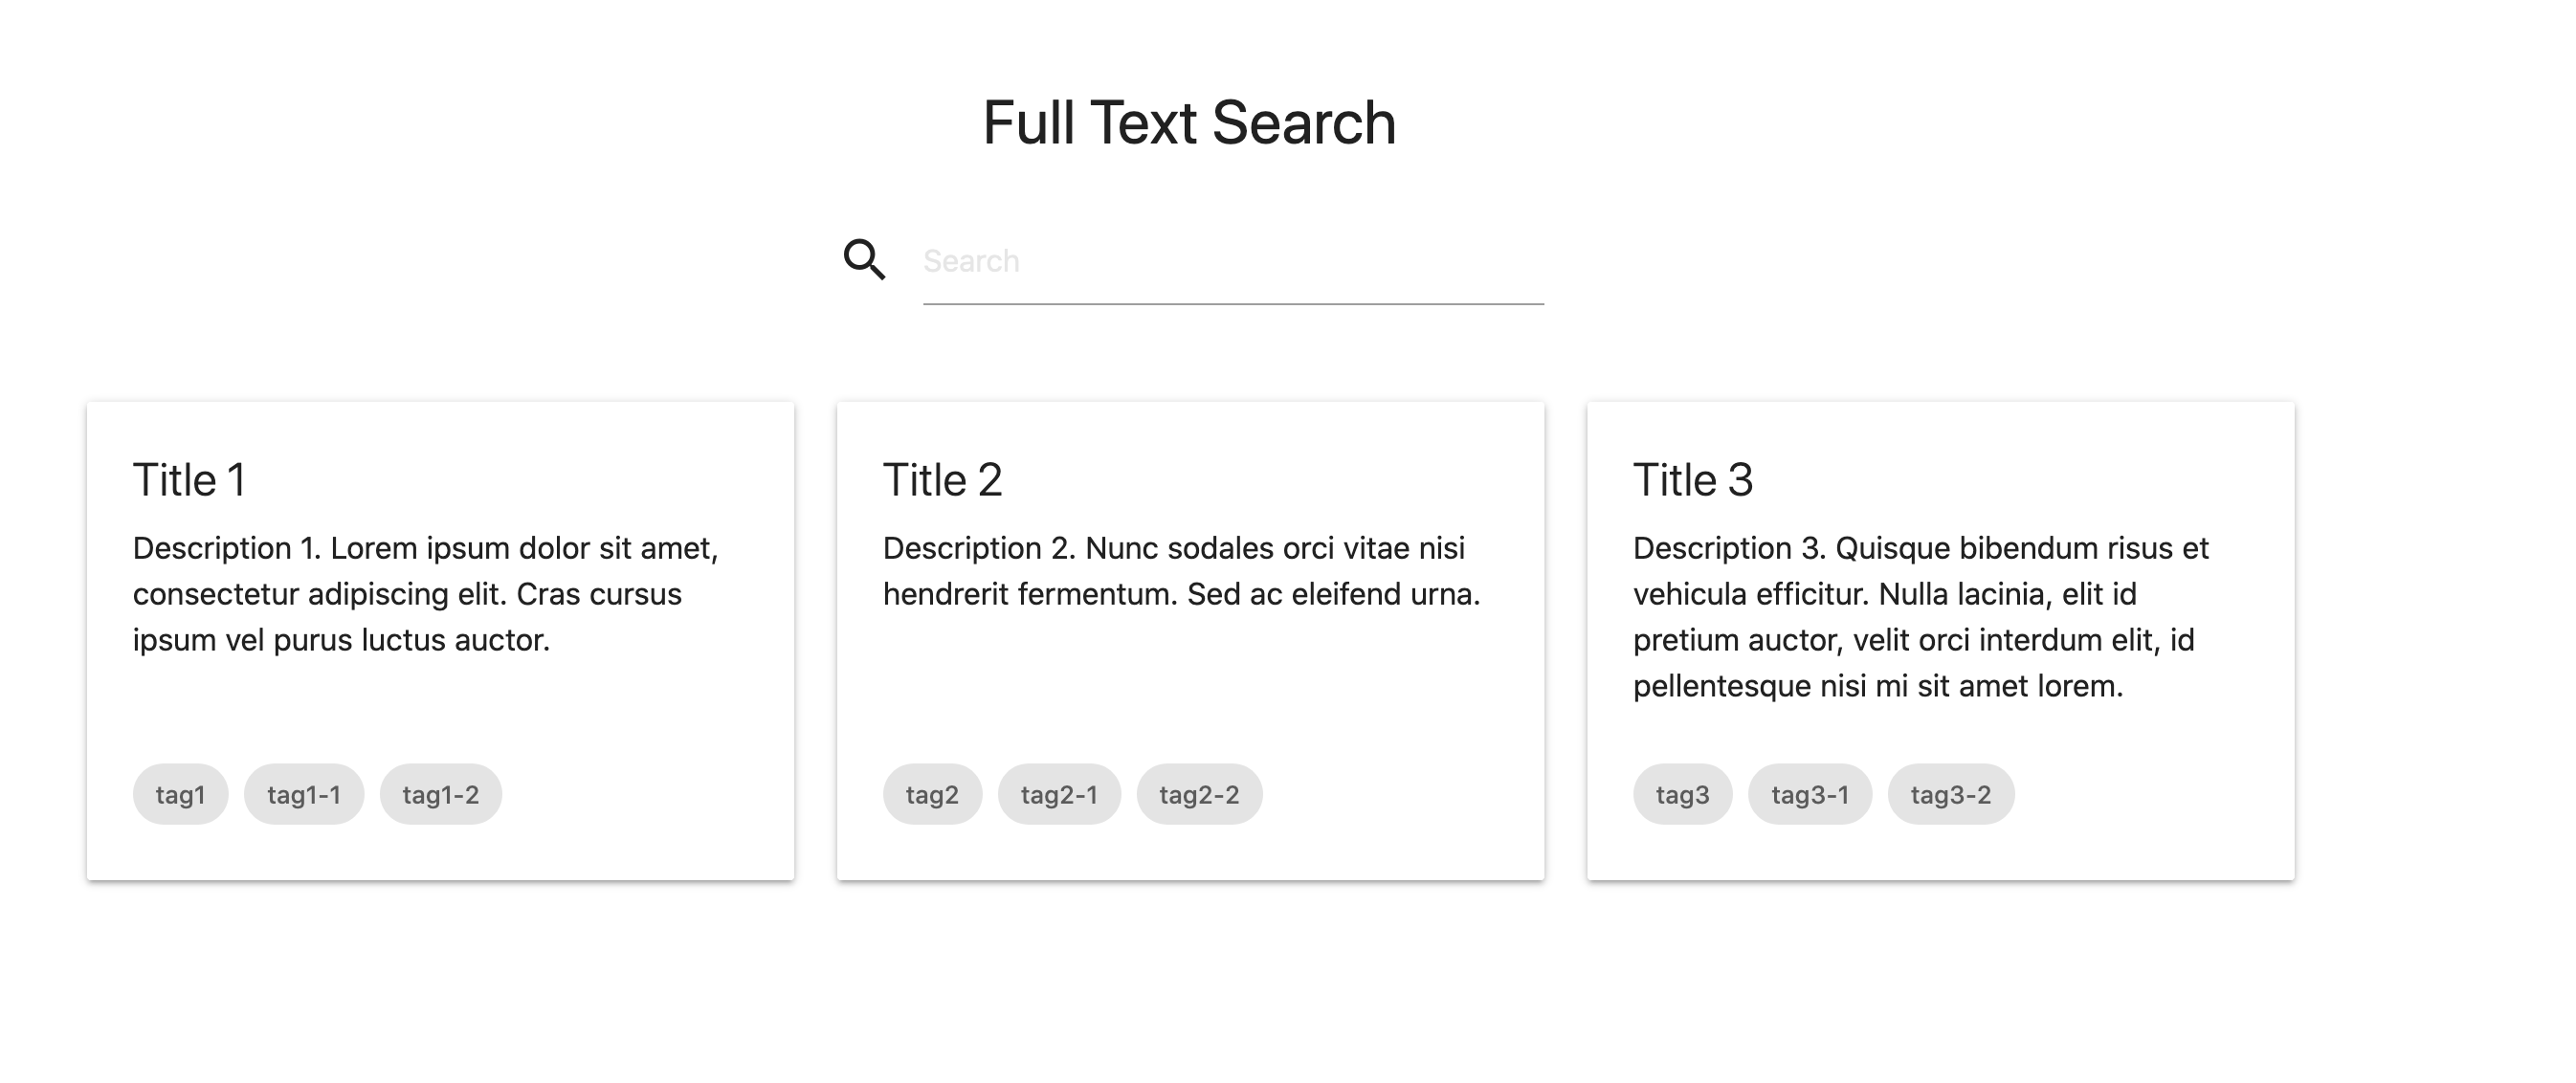 Full Text Search
Search
Title 1
Description 1. Lorem ipsum dolor sit amet,
consectetur adipiscing elit. Cras cursus
ipsum vel purus luctus auctor.
tag1 tag1-1 tag1-2
Title 2
Description 2. Nunc sodales orci vitae nisi
hendrerit fermentum. Sed ac eleifend urna.
tag2 tag2-1 tag2-2
Title 3
Description 3. Quisque bibendum risus et
vehicula efficitur. Nulla lacinia, elit id
pretium auctor, velit orci interdum elit, id
pellentesque nisi mi sit amet lorem.
tag3 tag3-1 tag3-2